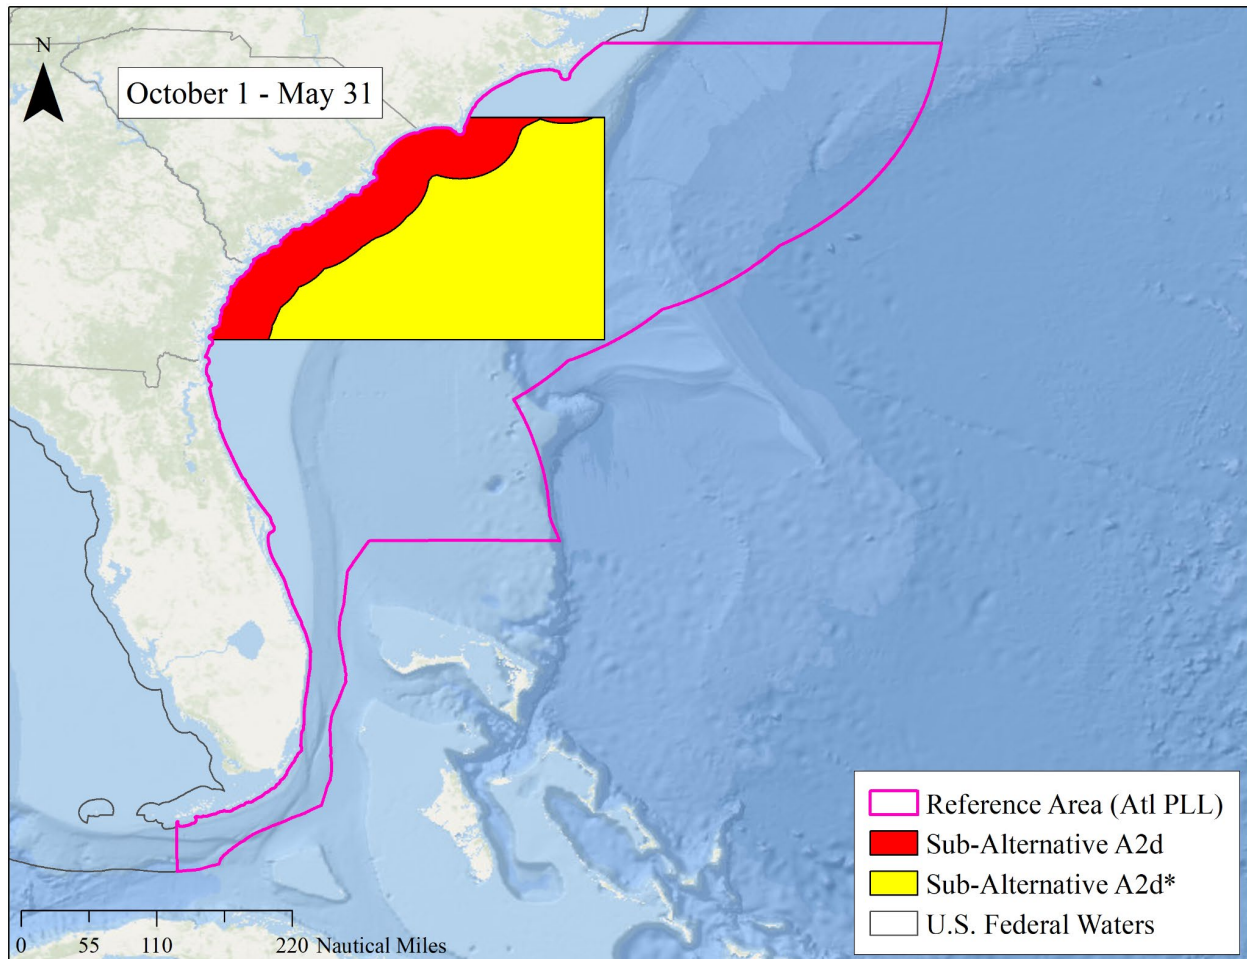 N
October 1 - May 31
Reference Area (Atl PLL)
Sub-Alternative A2d
Sub-Alternative A2d*
U.S. Federal Waters
0 55 110 220 Nautical Miles